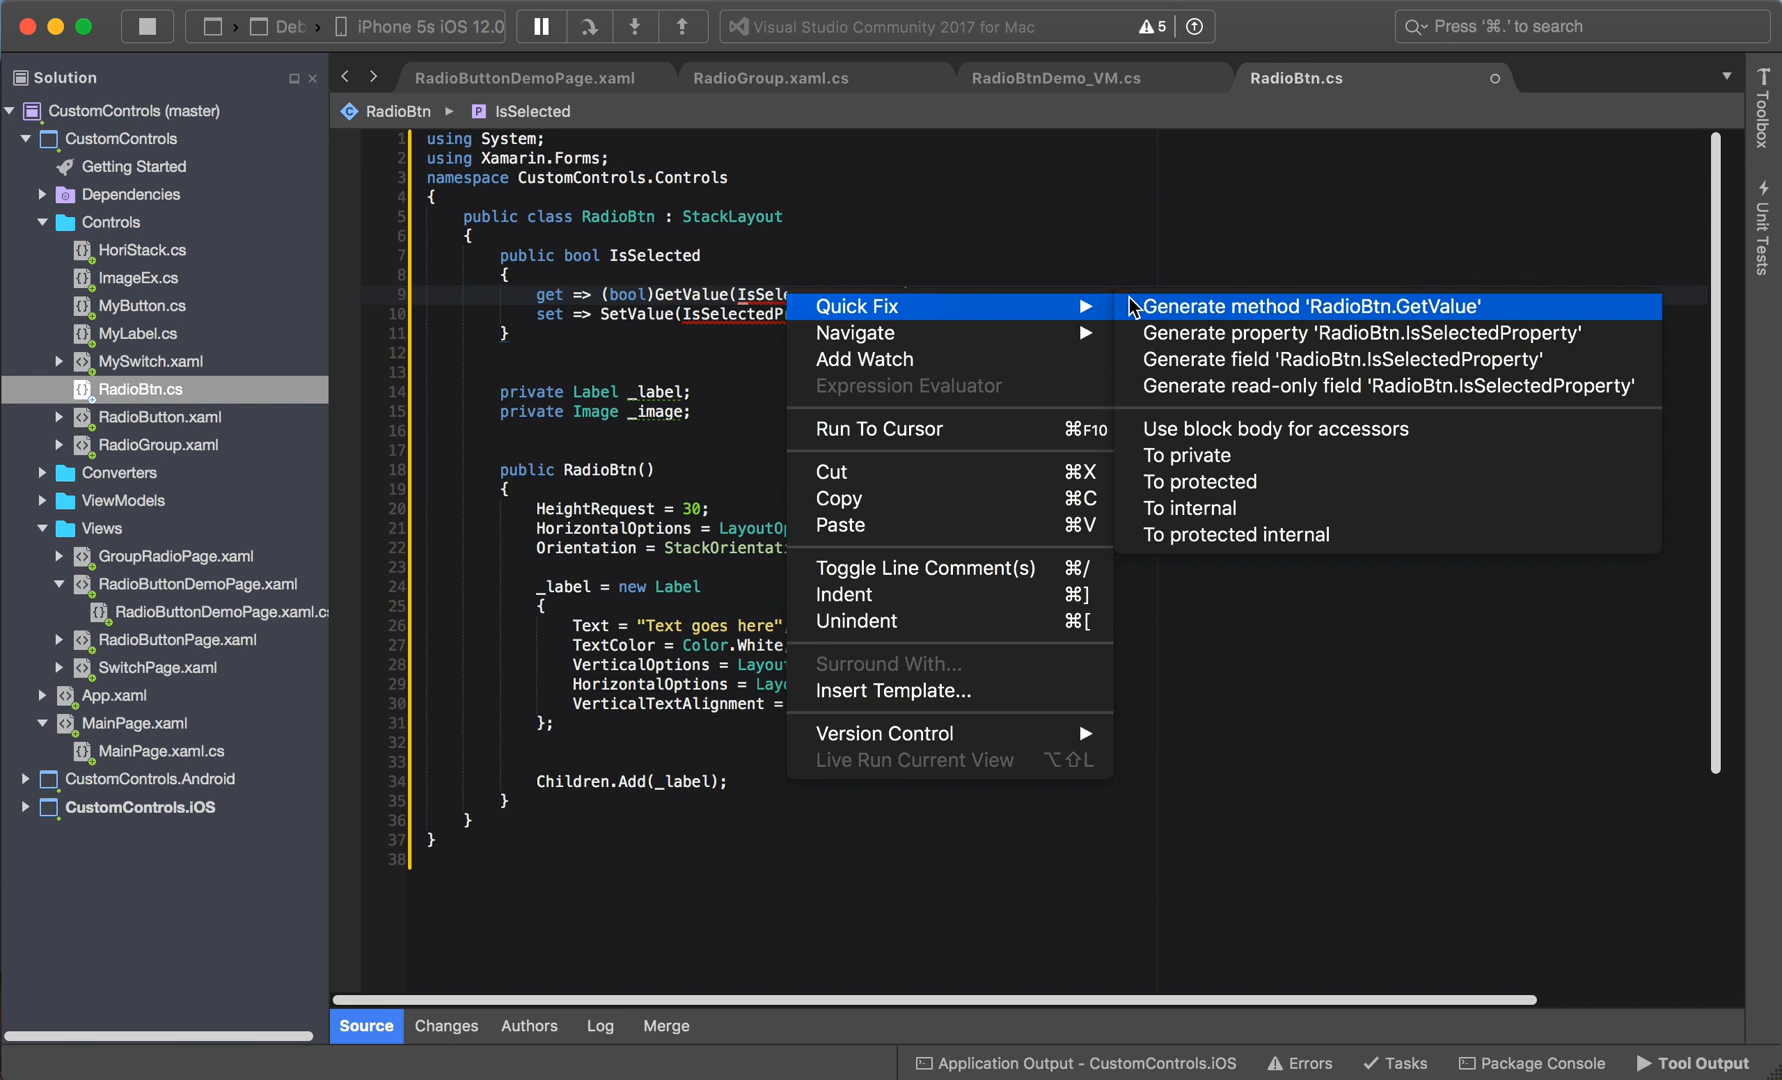 Deb
iPhone 5s iOS 12.0
Visual Studio Community 2017 for Mac
5
Press '⌘.' to search
Solution
RadioButtonDemoPage.xaml
RadioGroup.xaml.cs
RadioBtnDemo_VM.cs
RadioBtn.cs
RadioBtn
IsSelected
CustomControls (master)
CustomControls
Getting Started
Dependencies
Controls
HoriStack.cs
ImageEx.cs
MyButton.cs
MyLabel.cs
MySwitch.xaml
RadioBtn.cs
RadioButton.xaml
RadioGroup.xaml
Converters
ViewModels
Views
GroupRadioPage.xaml
RadioButtonDemoPage.xaml
RadioButtonDemoPage.xaml.cs
RadioButtonPage.xaml
SwitchPage.xaml
App.xaml
MainPage.xaml
MainPage.xaml.cs
CustomControls.Android
CustomControls.iOS
1 using System;
2 using Xamarin.Forms;
3 namespace CustomControls.Controls
4 {
5 public class RadioBtn : StackLayout
6 {
7 public bool IsSelected
8 {
9 get => (bool)GetValue(IsSele
10 set => SetValue(IsSelectedP
11 }
12
13
14 private Label _label;
15 private Image _image;
16
17
18 public RadioBtn()
19 {
20 HeightRequest = 30;
21 HorizontalOptions = LayoutO
22 Orientation = StackOrientat
23
24 _label = new Label
25 {
26 Text = "Text goes here"
27 TextColor = Color.White
28 VerticalOptions = Layou
29 HorizontalOptions = Lay
30 VerticalTextAlignment =
31 };
32
33
34 Children.Add(_label);
35 }
36 }
37 }
38
Quick Fix
Navigate
Add Watch
Expression Evaluator
Run To Cursor ⌘F10
Cut ⌘X
Copy ⌘C
Paste ⌘V
Toggle Line Comment(s) ⌘/
Indent ⌘]
Unindent ⌘[
Surround With...
Insert Template...
Version Control
Live Run Current View ⌥⇧L
Generate method 'RadioBtn.GetValue'
Generate property 'RadioBtn.IsSelectedProperty'
Generate field 'RadioBtn.IsSelectedProperty'
Generate read-only field 'RadioBtn.IsSelectedProperty'
Use block body for accessors
To private
To protected
To internal
To protected internal
Toolbox
Unit Tests
Source
Changes
Authors
Log
Merge
Application Output - CustomControls.iOS
Errors
Tasks
Package Console
Tool Output